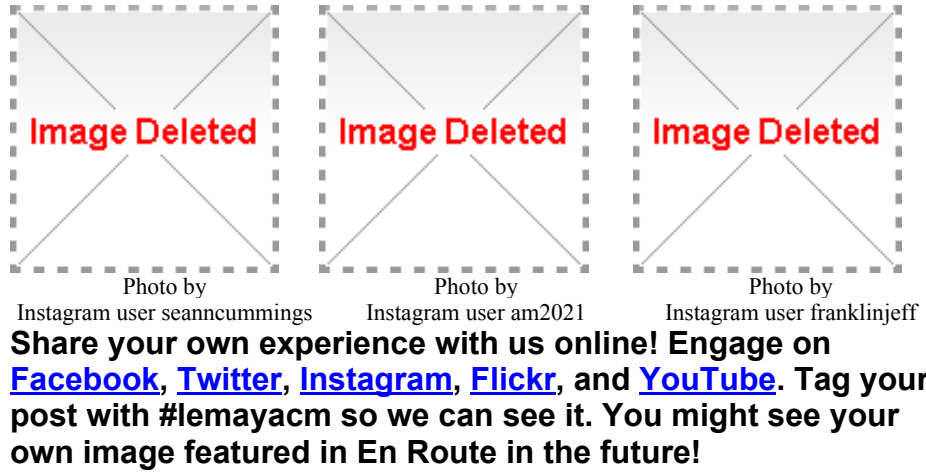 Image Deleted Image Deleted Image Deleted
Photo by Photo by Photo by
Instagram user seanncummings Instagram user am2021 Instagram user franklinjeff
Share your own experience with us online! Engage on
Facebook, Twitter, Instagram, Flickr, and YouTube. Tag your
post with #lemayacm so we can see it. You might see your
own image featured in En Route in the future!